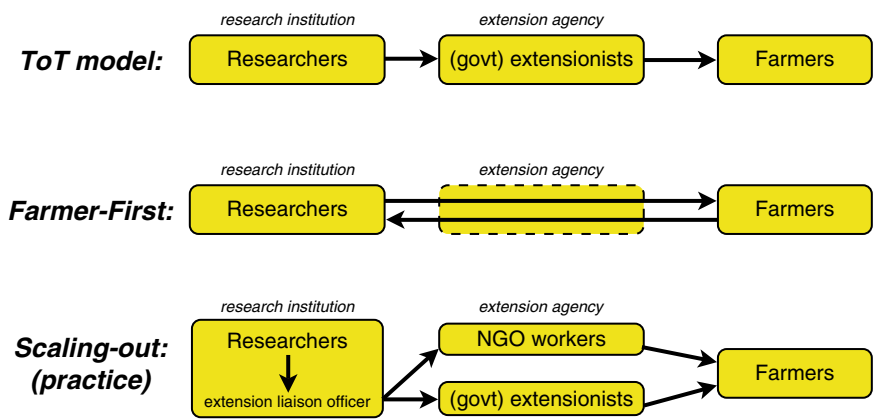 research institution
extension agency
ToT model:
Researchers
(govt) extensionists
Farmers
research institution
extension agency
Farmer-First:
Researchers
Farmers
research institution
extension agency
Scaling-out:
(practice)
Researchers
extension liaison officer
NGO workers
(govt) extensionists
Farmers